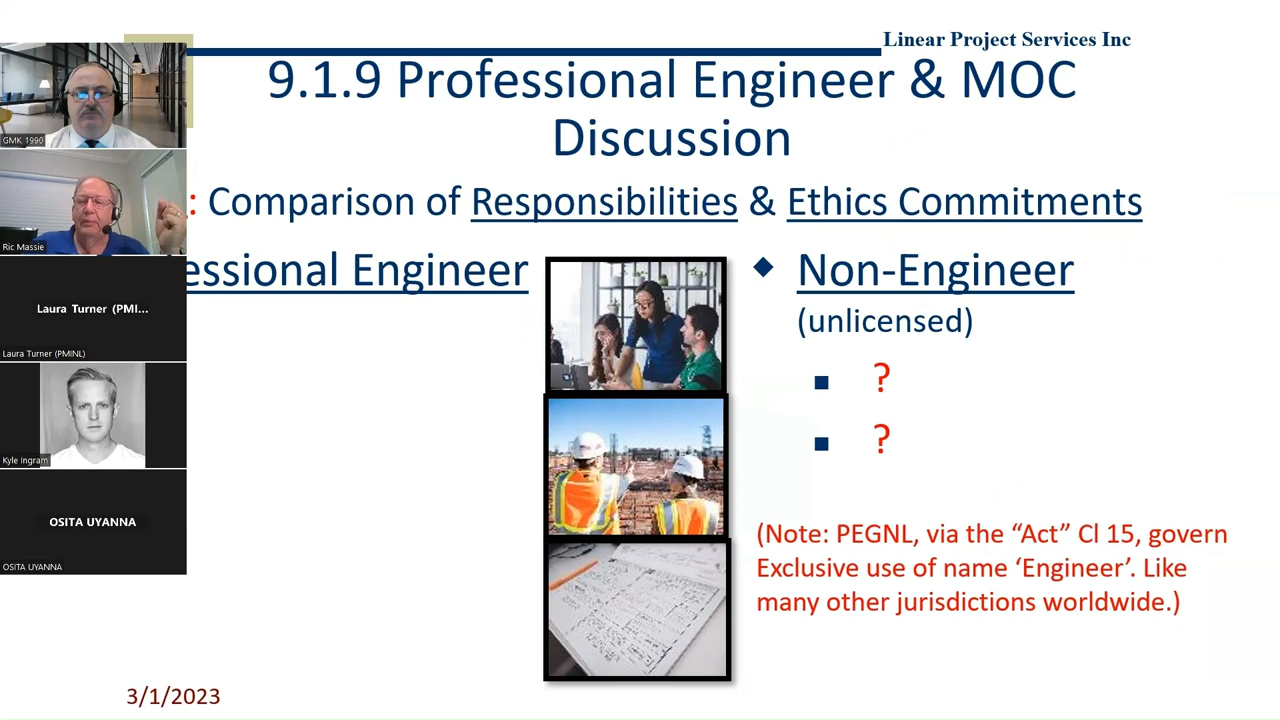 Linear Project Services Inc
9.1.9 Professional Engineer & MOC
Discussion
: Comparison of Responsibilities & Ethics Commitments
essional Engineer
◆ Non-Engineer
(unlicensed)
■ ?
■ ?
(Note: PEGNL, via the “Act” Cl 15, govern
Exclusive use of name ‘Engineer’. Like
many other jurisdictions worldwide.)
3/1/2023
GMK 1990
Ric Massie
Laura Turner (PMI...
Laura Turner (PMINL)
Kyle Ingram
OSITA UYANNA
OSITA UYANNA